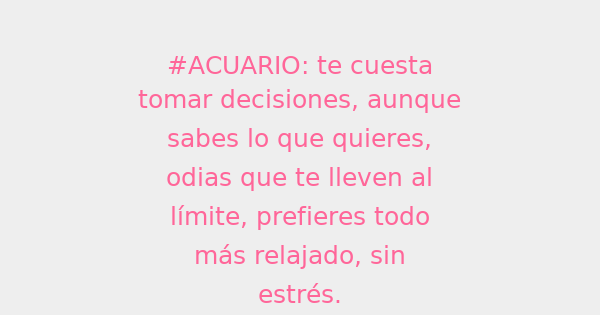 #ACUARIO: te cuesta
tomar decisiones, aunque
sabes lo que quieres,
odias que te lleven al
límite, prefieres todo
más relajado, sin
estrés.